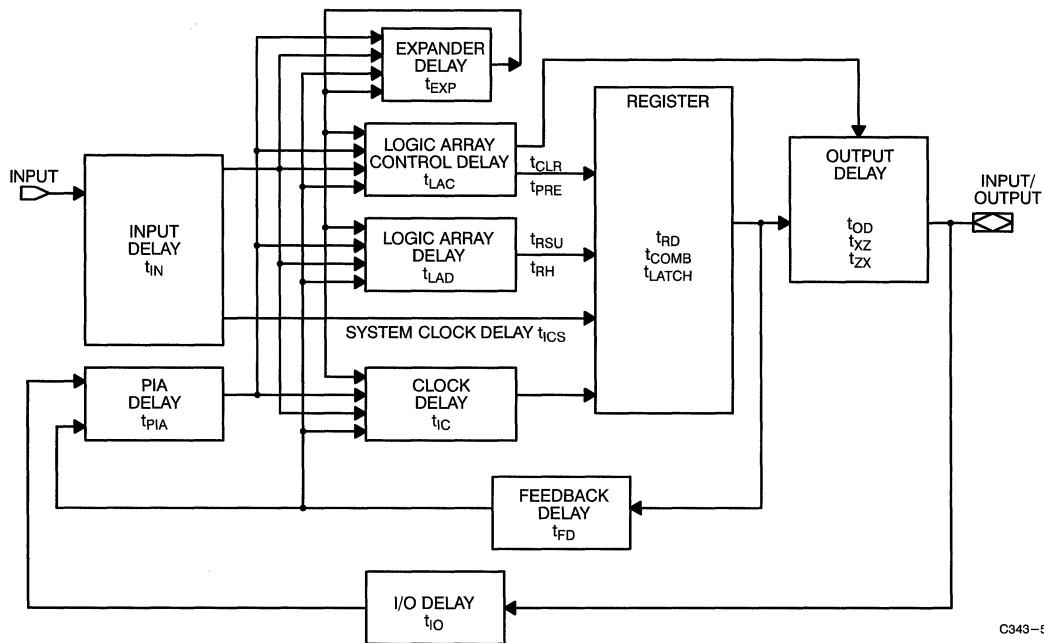 EXPANDER
DELAY
tEXP
REGISTER
LOGIC ARRAY
CONTROL DELAY
tLAC
tCLR
tPRE
OUTPUT
DELAY
tOD
tXZ
tZX
INPUT
INPUT/
OUTPUT
INPUT
DELAY
tIN
LOGIC ARRAY
DELAY
tLAD
tRSU
tRH
tRD
tCOMB
tLATCH
SYSTEM CLOCK DELAY tICS
PIA
DELAY
tPIA
CLOCK
DELAY
tIC
FEEDBACK
DELAY
tFD
I/O DELAY
tIO
C343–5